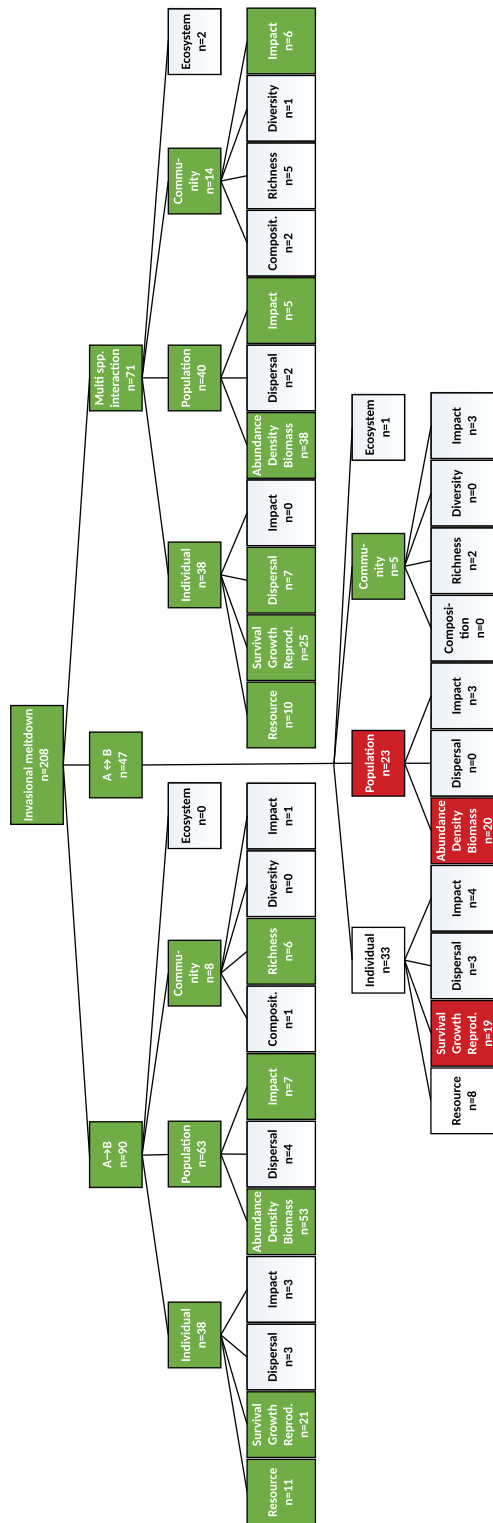 Invasional meltdown
n=208
A→B
n=90
A ↔ B
n=47
Multi spp.
interaction
n=71
Individual
n=38
Population
n=63
Commu-
nity
n=8
Ecosystem
n=0
Individual
n=38
Population
n=40
Commu-
nity
n=14
Ecosystem
n=2
Resource
n=11
Survival
Growth
Reprod.
n=21
Dispersal
n=3
Impact
n=3
Abundance
Density
Biomass
n=53
Dispersal
n=4
Impact
n=7
Composit.
n=1
Richness
n=6
Diversity
n=0
Impact
n=1
Resource
n=10
Survival
Growth
Reprod.
n=25
Dispersal
n=7
Impact
n=0
Abundance
Density
Biomass
n=38
Dispersal
n=2
Impact
n=5
Composit.
n=2
Richness
n=5
Diversity
n=1
Impact
n=6
Individual
n=33
Population
n=23
Commu-
nity
n=5
Ecosystem
n=1
Resource
n=8
Survival
Growth
Reprod.
n=19
Dispersal
n=3
Impact
n=4
Abundance
Density
Biomass
n=20
Dispersal
n=0
Impact
n=3
Composi-
tion
n=0
Richness
n=2
Diversity
n=0
Impact
n=3